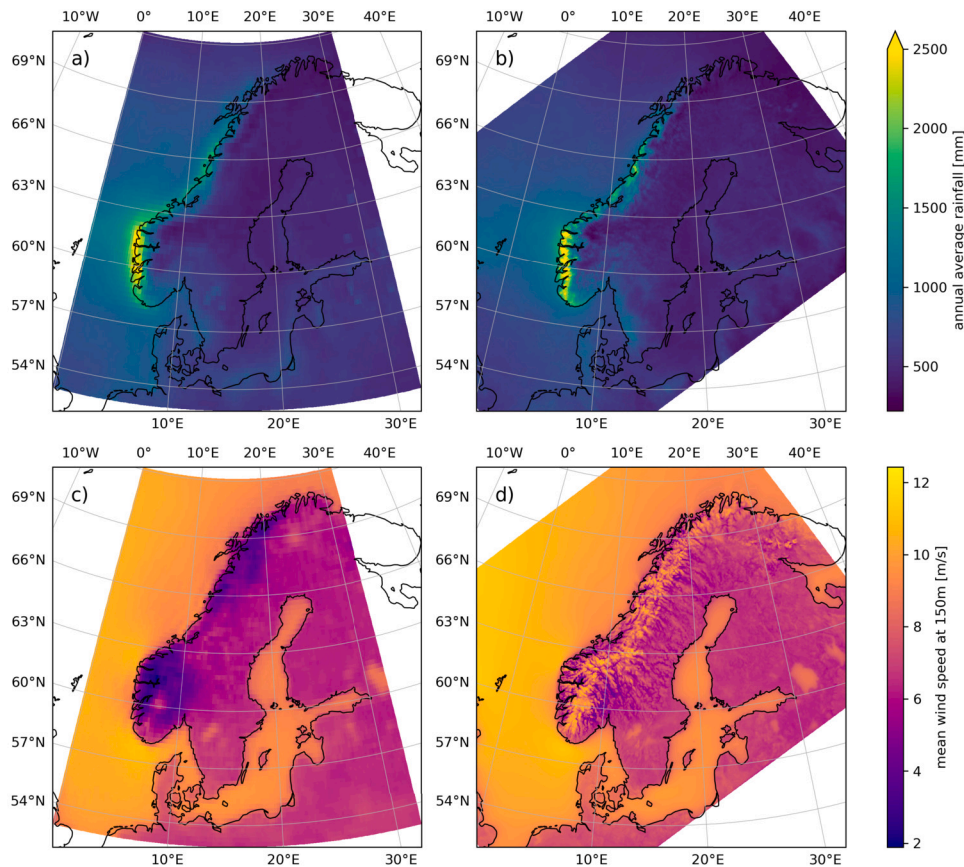 10°W 0° 10°E 20°E 30°E 40°E
10°W 0° 10°E 20°E 30°E 40°E
a)
b)
69°N
66°N
63°N
60°N
57°N
54°N
69°N
66°N
63°N
60°N
57°N
54°N
10°E 20°E 30°E
10°E 20°E 30°E
2500
2000
1500
1000
500
annual average rainfall [mm]
10°W 0° 10°E 20°E 30°E 40°E
10°W 0° 10°E 20°E 30°E 40°E
c)
d)
69°N
66°N
63°N
60°N
57°N
54°N
69°N
66°N
63°N
60°N
57°N
54°N
10°E 20°E 30°E
10°E 20°E 30°E
12
10
8
6
4
2
mean wind speed at 150m [m/s]